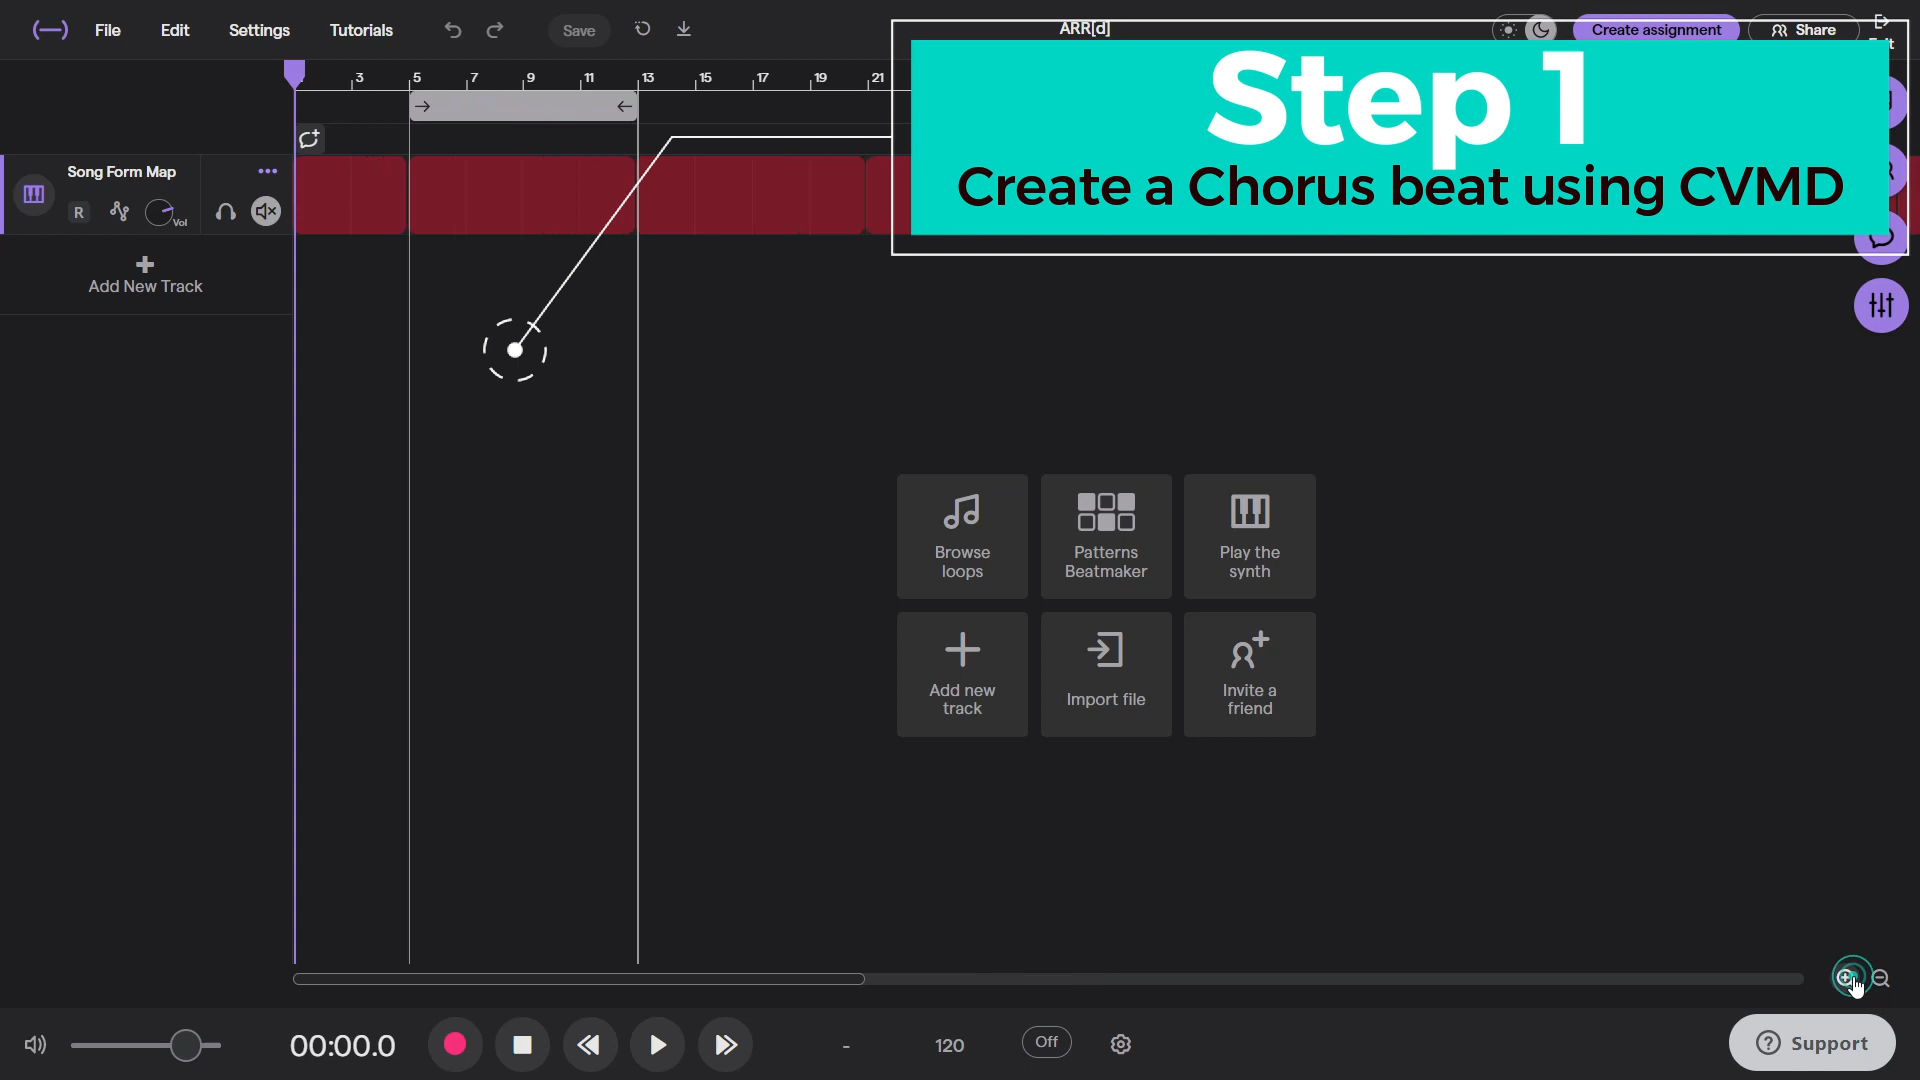 File Edit Settings Tutorials Save ARR[d] Create assignment Share
Step 1
Create a Chorus beat using CVMD
3 5 7 9 11 13 15 17 19 21
Song Form Map
R Vol
Add New Track
Browse
loops
Patterns
Beatmaker
Play the
synth
Add new
track
Import file
Invite a
friend
00:00.0 - 120 Off
Support